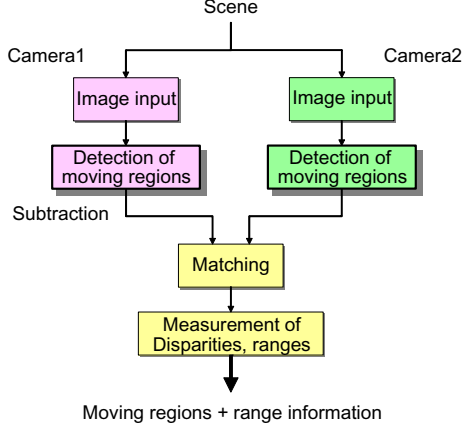 Scene
Camera1
Camera2
Image input
Image input
Detection of
moving regions
Detection of
moving regions
Subtraction
Matching
Measurement of
Disparities, ranges
Moving regions + range information